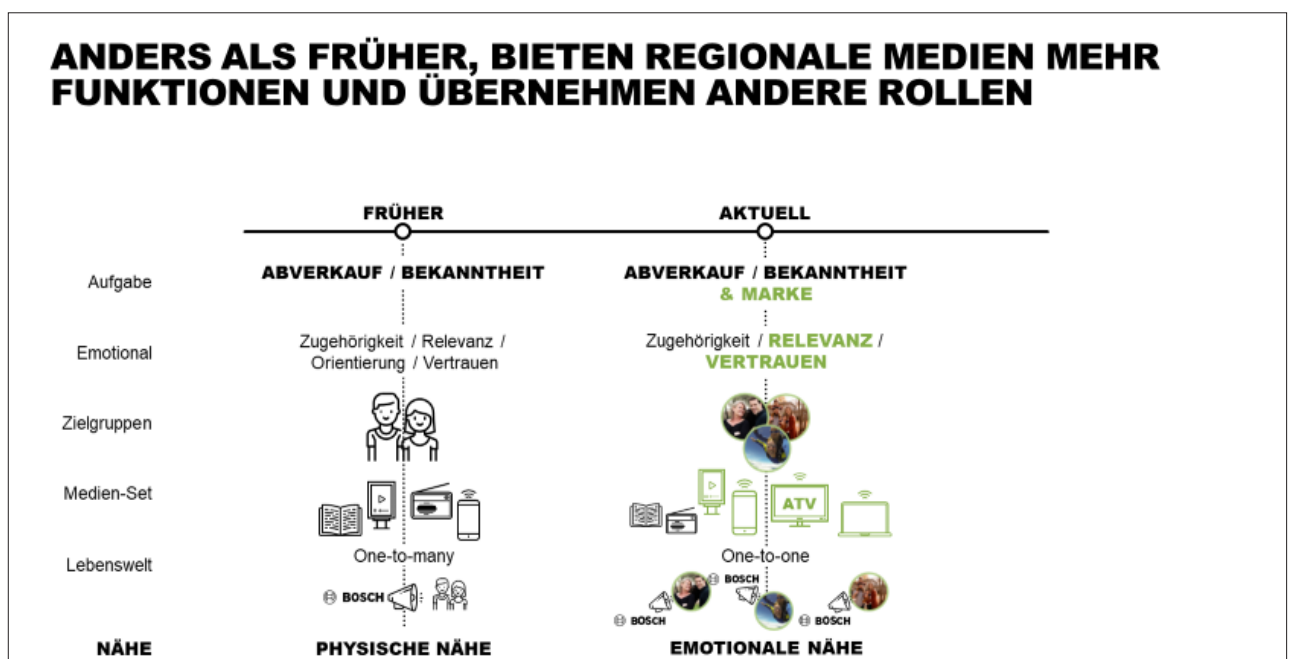 ANDERS ALS FRÜHER, BIETEN REGIONALE MEDIEN MEHR
FUNKTIONEN UND ÜBERNEHMEN ANDERE ROLLEN
FRÜHER
AKTUELL
Aufgabe
ABVERKAUF / BEKANNTHEIT
ABVERKAUF / BEKANNTHEIT
& MARKE
Emotional
Zugehörigkeit / Relevanz /
Orientierung / Vertrauen
Zugehörigkeit / RELEVANZ /
VERTRAUEN
Zielgruppen
Medien-Set
ATV
Lebenswelt
One-to-many
One-to-one
BOSCH
BOSCH
BOSCH
BOSCH
NÄHE
PHYSISCHE NÄHE
EMOTIONALE NÄHE